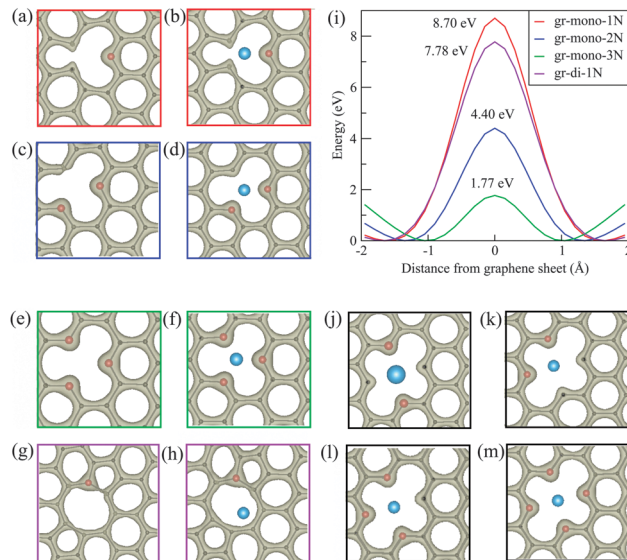 (a)
(b)
(c)
(d)
(i)
8.70 eV
7.78 eV
4.40 eV
1.77 eV
gr-mono-1N
gr-mono-2N
gr-mono-3N
gr-di-1N
Energy (eV)
8
6
4
2
0
-2
-1
0
1
2
Distance from graphene sheet (Å)
(e)
(f)
(j)
(k)
(g)
(h)
(l)
(m)